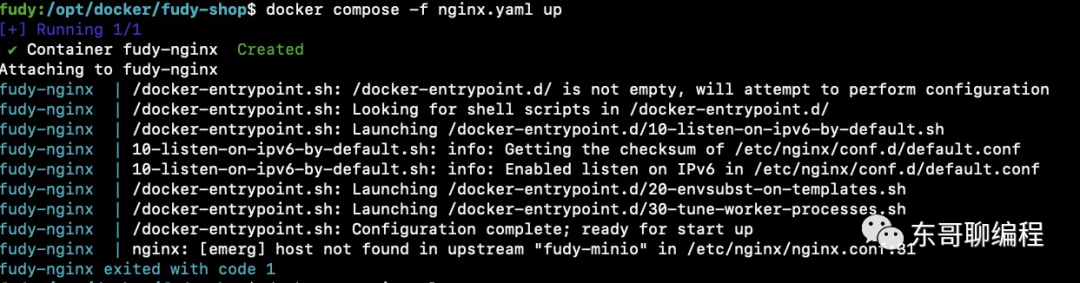 fudy:/opt/docker/fudy-shop$ docker compose -f nginx.yaml up
[+] Running 1/1
✔ Container fudy-nginx  Created
Attaching to fudy-nginx
fudy-nginx  | /docker-entrypoint.sh: /docker-entrypoint.d/ is not empty, will attempt to perform configuration
fudy-nginx  | /docker-entrypoint.sh: Looking for shell scripts in /docker-entrypoint.d/
fudy-nginx  | /docker-entrypoint.sh: Launching /docker-entrypoint.d/10-listen-on-ipv6-by-default.sh
fudy-nginx  | 10-listen-on-ipv6-by-default.sh: info: Getting the checksum of /etc/nginx/conf.d/default.conf
fudy-nginx  | 10-listen-on-ipv6-by-default.sh: info: Enabled listen on IPv6 in /etc/nginx/conf.d/default.conf
fudy-nginx  | /docker-entrypoint.sh: Launching /docker-entrypoint.d/20-envsubst-on-templates.sh
fudy-nginx  | /docker-entrypoint.sh: Launching /docker-entrypoint.d/30-tune-worker-processes.sh
fudy-nginx  | /docker-entrypoint.sh: Configuration complete; ready for start up
fudy-nginx  | nginx: [emerg] host not found in upstream "fudy-minio" in /etc/nginx/nginx.conf:31
fudy-nginx exited with code 1
东哥聊编程